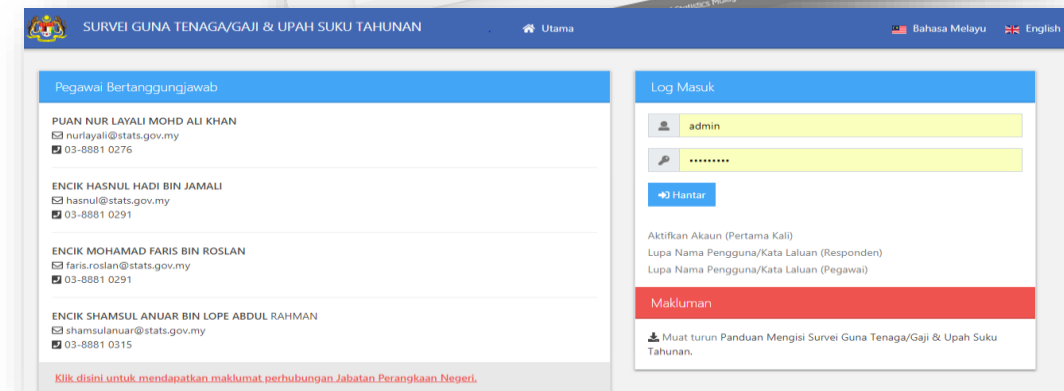 Statistics
SURVEI GUNA TENAGA/GAJI & UPAH SUKU TAHUNAN
Utama
Bahasa Melayu
English
Pegawai Bertanggungjawab
PUAN NUR LAYALI MOHD ALI KHAN
nurlayali@stats.gov.my
03-8881 0276
ENCIK HASNUL HADI BIN JAMALI
hasnul@stats.gov.my
03-8881 0291
ENCIK MOHAMAD FARIS BIN ROSLAN
faris.roslan@stats.gov.my
03-8881 0291
ENCIK SHAMSUL ANUAR BIN LOPE ABDUL RAHMAN
shamsulanuar@stats.gov.my
03-8881 0315
Klik disini untuk mendapatkan maklumat perhubungan Jabatan Perangkaan Negeri.
Log Masuk
admin
•••••••••
Hantar
Aktifkan Akaun (Pertama Kali)
Lupa Nama Pengguna/Kata Laluan (Responden)
Lupa Nama Pengguna/Kata Laluan (Pegawai)
Makluman
Muat turun Panduan Mengisi Survei Guna Tenaga/Gaji & Upah Suku
Tahunan.